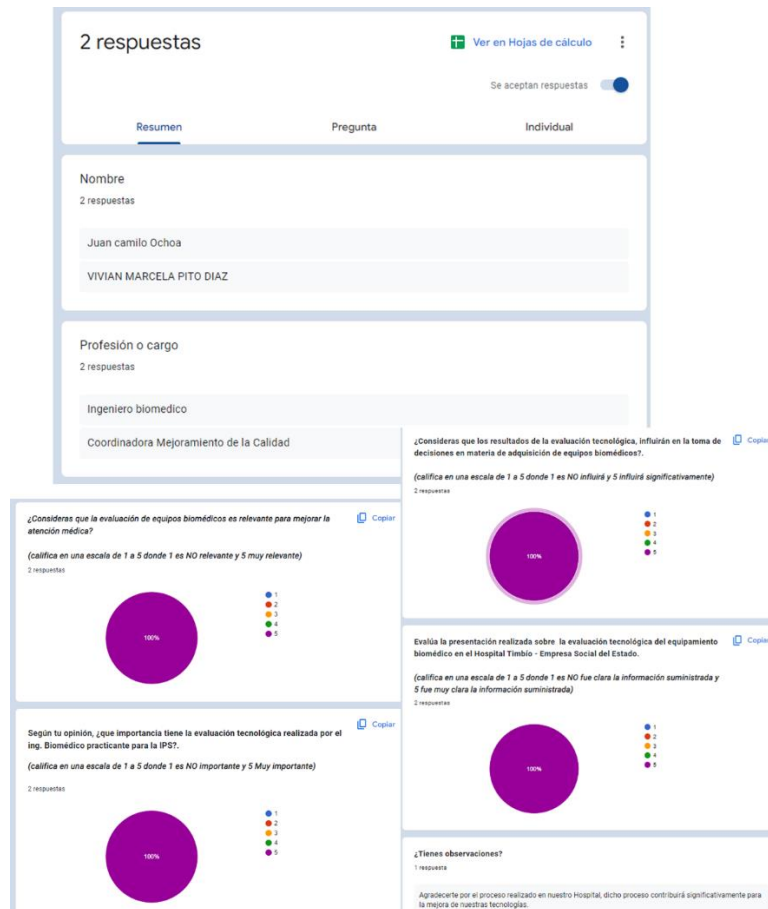 2 respuestas
Ver en Hojas de cálculo
Se aceptan respuestas
Resumen
Pregunta
Individual
Nombre
2 respuestas
Juan camilo Ochoa
VIVIAN MARCELA PITO DIAZ
Profesión o cargo
2 respuestas
Ingeniero biomedico
Coordinadora Mejoramiento de la Calidad
¿Consideras que la evaluación de equipos biomédicos es relevante para mejorar la
atención médica?
Copiar
(califica en una escala de 1 a 5 donde 1 es NO relevante y 5 muy relevante)
2 respuestas
100%
1
2
3
4
5
Según tu opinión, ¿que importancia tiene la evaluación tecnológica realizada por el
ing. Biomédico practicante para la IPS?.
Copiar
(califica en una escala de 1 a 5 donde 1 es NO importante y 5 Muy importante)
2 respuestas
100%
1
2
3
4
5
¿Consideras que los resultados de la evaluación tecnológica, influirán en la toma de
decisiones en materia de adquisición de equipos biomédicos?.
Copiar
(califica en una escala de 1 a 5 donde 1 es NO influirá y 5 influirá significativamente)
2 respuestas
100%
1
2
3
4
5
Evalúa la presentación realizada sobre la evaluación tecnológica del equipamiento
biomédico en el Hospital Timbío - Empresa Social del Estado.
Copiar
(califica en una escala de 1 a 5 donde 1 es NO fue clara la información suministrada y
5 fue muy clara la información suministrada)
2 respuestas
100%
1
2
3
4
5
¿Tienes observaciones?
1 respuesta
Agradecerte por el proceso realizado en nuestro Hospital, dicho proceso contribuirá significativamente para
la mejora de nuestras tecnologías.